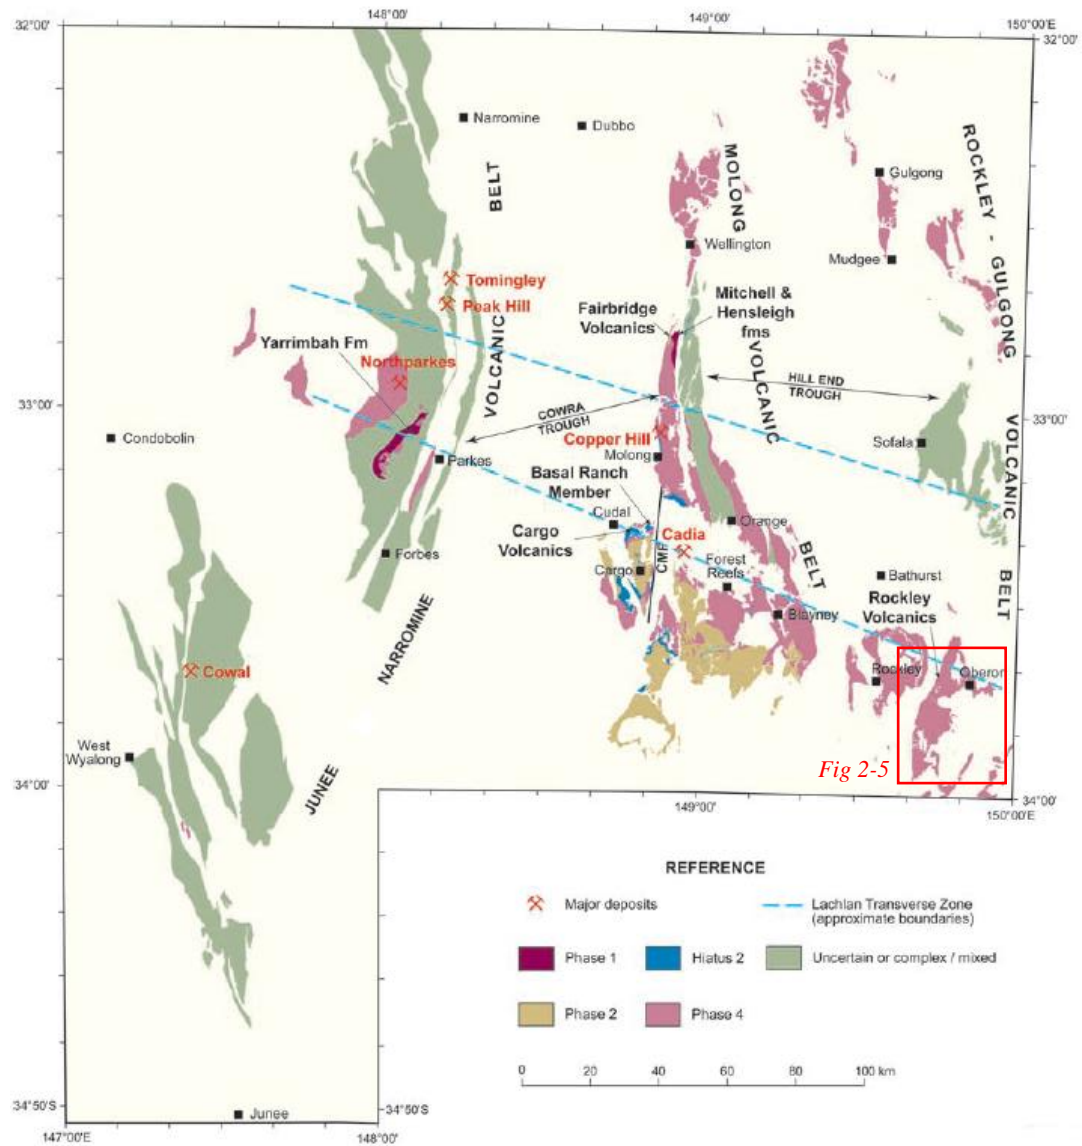 148°00'
149°00'
150°00'E
32°00'
32°00'
Narromine
Dubbo
BELT
MOLONG
ROCKLEY - GULGONG
Gulgong
Wellington
Mudgee
Tomingley
Peak Hill
Fairbridge
Volcanics
Mitchell &
Hensleigh
fms
Yarrimbah Fm
VOLCANIC
VOLCANIC
Northparkes
HILL END
TROUGH
33°00'
33°00'
COWRA
TROUGH
VOLCANIC
Condobolin
Copper Hill
Sofala
Parkes
Molong
Basal Ranch
Member
Cudal
Orange
Cargo
Volcanics
Cadia
Forbes
CMF
Forest
Reefs
BELT
Cargo
Bathurst
BELT
Rockley
Volcanics
Blayney
NARROMINE
Cowal
Rockley
Oberon
West
Wyalong
Fig 2-5
34°00'
JUNEE
34°00'
149°00'
150°00'E
REFERENCE
Major deposits
Lachlan Transverse Zone
(approximate boundaries)
Phase 1
Hiatus 2
Uncertain or complex / mixed
Phase 2
Phase 4
0 20 40 60 80 100 km
34°50'S
34°50'S
Junee
147°00'E
148°00'